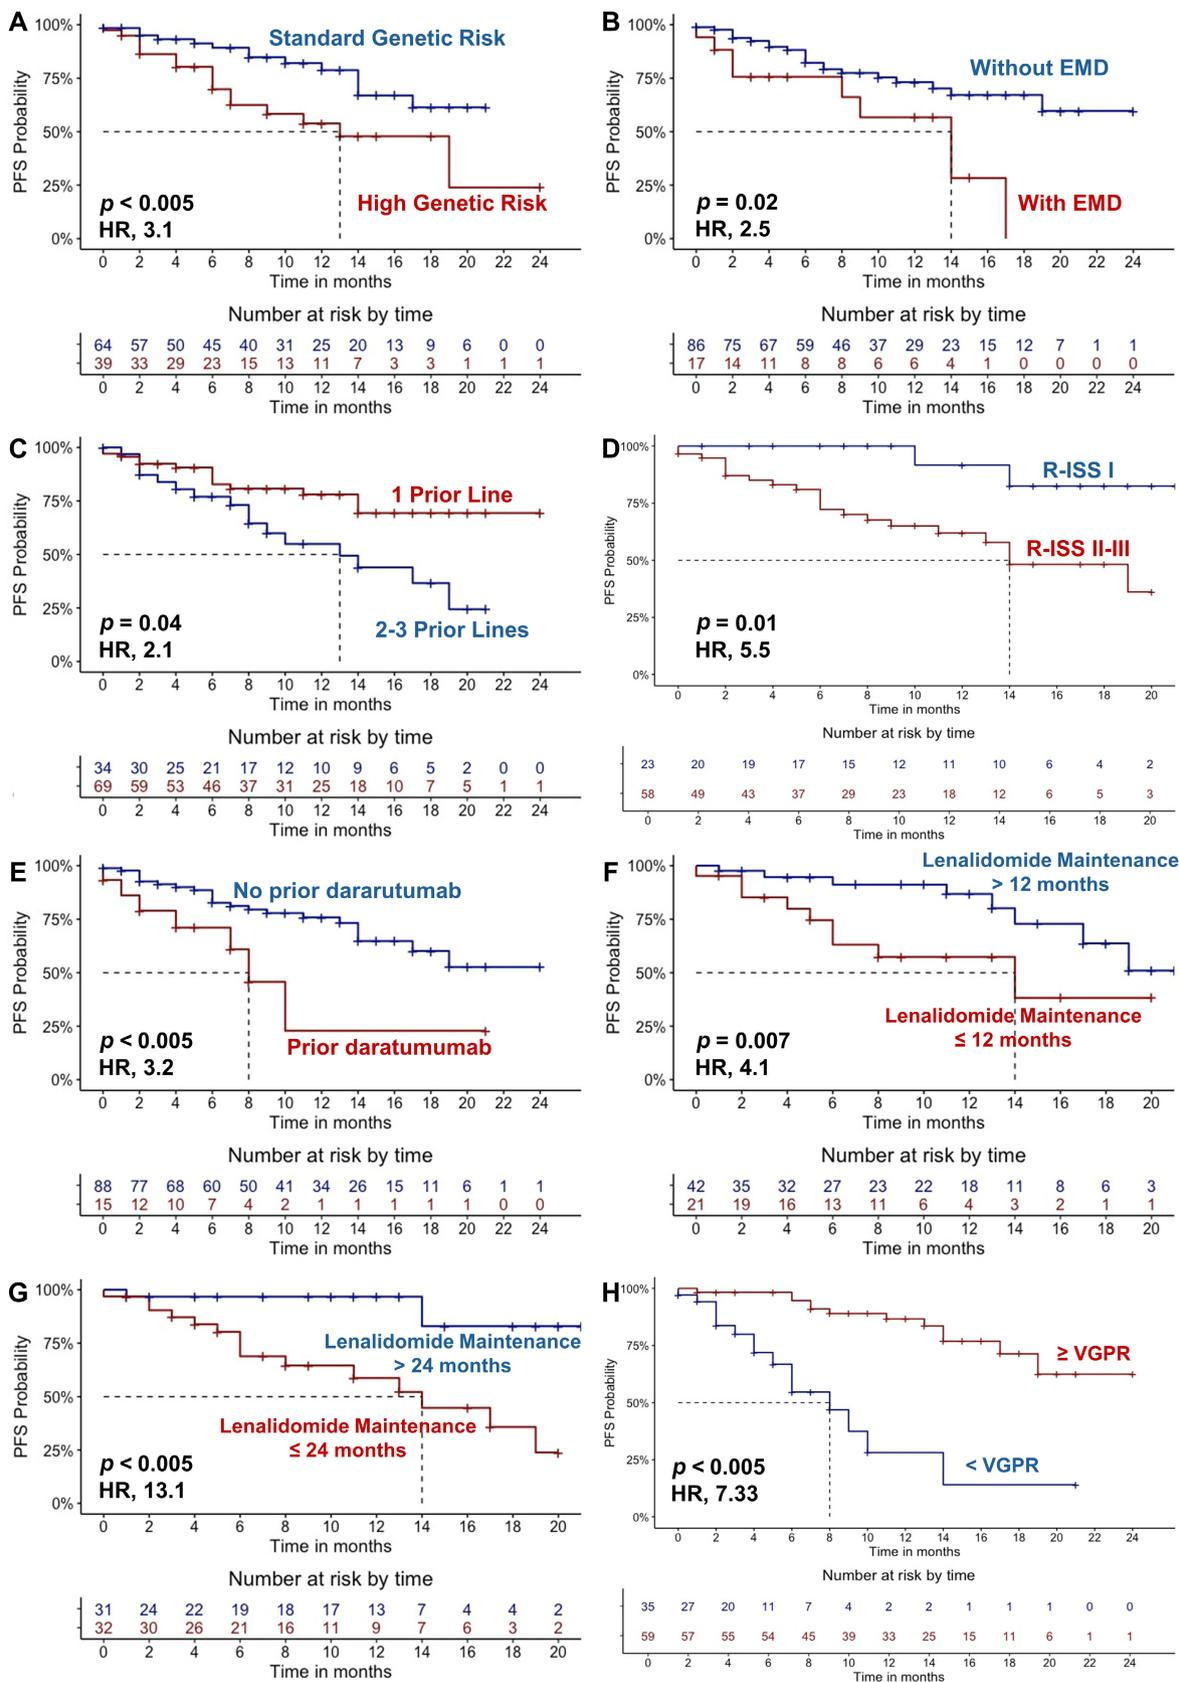 A
100%
75%
50%
25%
0%
PFS Probability
Standard Genetic Risk
High Genetic Risk
p < 0.005
HR, 3.1
0 2 4 6 8 10 12 14 16 18 20 22 24
Time in months
Number at risk by time
64 57 50 45 40 31 25 20 13 9 6 0 0
39 33 29 23 15 13 11 7 3 3 1 1 1
0 2 4 6 8 10 12 14 16 18 20 22 24
Time in months
B
100%
75%
50%
25%
0%
PFS Probability
Without EMD
With EMD
p = 0.02
HR, 2.5
0 2 4 6 8 10 12 14 16 18 20 22 24
Time in months
Number at risk by time
86 75 67 59 46 37 29 23 15 12 7 1 1
17 14 11 8 8 6 6 4 1 0 0 0 0
0 2 4 6 8 10 12 14 16 18 20 22 24
Time in months
C
100%
75%
50%
25%
0%
PFS Probability
1 Prior Line
2-3 Prior Lines
p = 0.04
HR, 2.1
0 2 4 6 8 10 12 14 16 18 20 22 24
Time in months
Number at risk by time
34 30 25 21 17 12 10 9 6 5 2 0 0
69 59 53 46 37 31 25 18 10 7 5 1 1
0 2 4 6 8 10 12 14 16 18 20 22 24
Time in months
D
100%
75%
50%
25%
0%
PFS Probability
R-ISS I
R-ISS II-III
p = 0.01
HR, 5.5
0 2 4 6 8 10 12 14 16 18 20
Time in months
Number at risk by time
23 20 19 17 15 12 11 10 6 4 2
58 49 43 37 29 23 18 12 6 5 3
0 2 4 6 8 10 12 14 16 18 20
Time in months
E
100%
75%
50%
25%
0%
PFS Probability
No prior dararutumab
Prior daratumumab
p < 0.005
HR, 3.2
0 2 4 6 8 10 12 14 16 18 20 22 24
Time in months
Number at risk by time
88 77 68 60 50 41 34 26 15 11 6 1 1
15 12 10 7 4 2 1 1 1 1 1 0 0
0 2 4 6 8 10 12 14 16 18 20 22 24
Time in months
F
100%
75%
50%
25%
0%
PFS Probability
Lenalidomide Maintenance
> 12 months
Lenalidomide Maintenance
≤ 12 months
p = 0.007
HR, 4.1
0 2 4 6 8 10 12 14 16 18 20
Time in months
Number at risk by time
42 35 32 27 23 22 18 11 8 6 3
21 19 16 13 11 6 4 3 2 1 1
0 2 4 6 8 10 12 14 16 18 20
Time in months
G
100%
75%
50%
25%
0%
PFS Probability
Lenalidomide Maintenance
> 24 months
Lenalidomide Maintenance
≤ 24 months
p < 0.005
HR, 13.1
0 2 4 6 8 10 12 14 16 18 20
Time in months
Number at risk by time
31 24 22 19 18 17 13 7 4 4 2
32 30 26 21 16 11 9 7 6 3 2
0 2 4 6 8 10 12 14 16 18 20
Time in months
H
100%
75%
50%
25%
0%
PFS Probability
≥ VGPR
< VGPR
p < 0.005
HR, 7.33
0 2 4 6 8 10 12 14 16 18 20 22 24
Time in months
Number at risk by time
35 27 20 11 7 4 2 2 1 1 1 0 0
59 57 55 54 45 39 33 25 15 11 6 1 1
0 2 4 6 8 10 12 14 16 18 20 22 24
Time in months